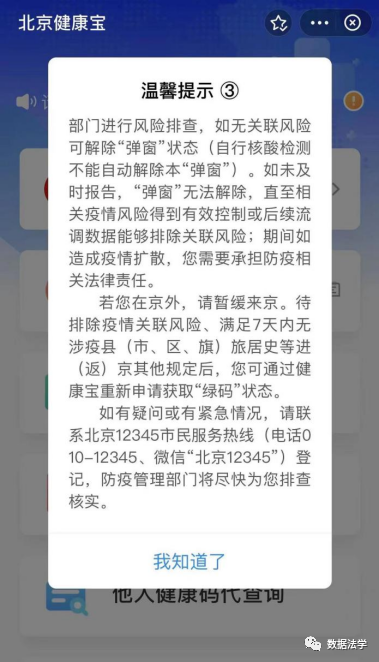 北京健康宝
温馨提示 ③
部门进行风险排查，如无关联风险
可解除“弹窗”状态（自行核酸检测
不能自动解除本“弹窗”）。如未及
时报告，“弹窗”无法解除，直至相
关疫情风险得到有效控制或后续流
调数据能够排除关联风险；期间如
造成疫情扩散，您需要承担防疫相
关法律责任。
若您在京外，请暂缓来京。待
排除疫情关联风险、满足7天内无
涉疫县（市、区、旗）旅居史等进
（返）京其他规定后，您可通过健
康宝重新申请获取“绿码”状态。
如有疑问或有紧急情况，请联
系北京12345市民服务热线（电话0
10-12345、微信“北京12345”）登
记，防疫管理部门将尽快为您排查
核实。
我知道了
他人健康码代查询
数据法学